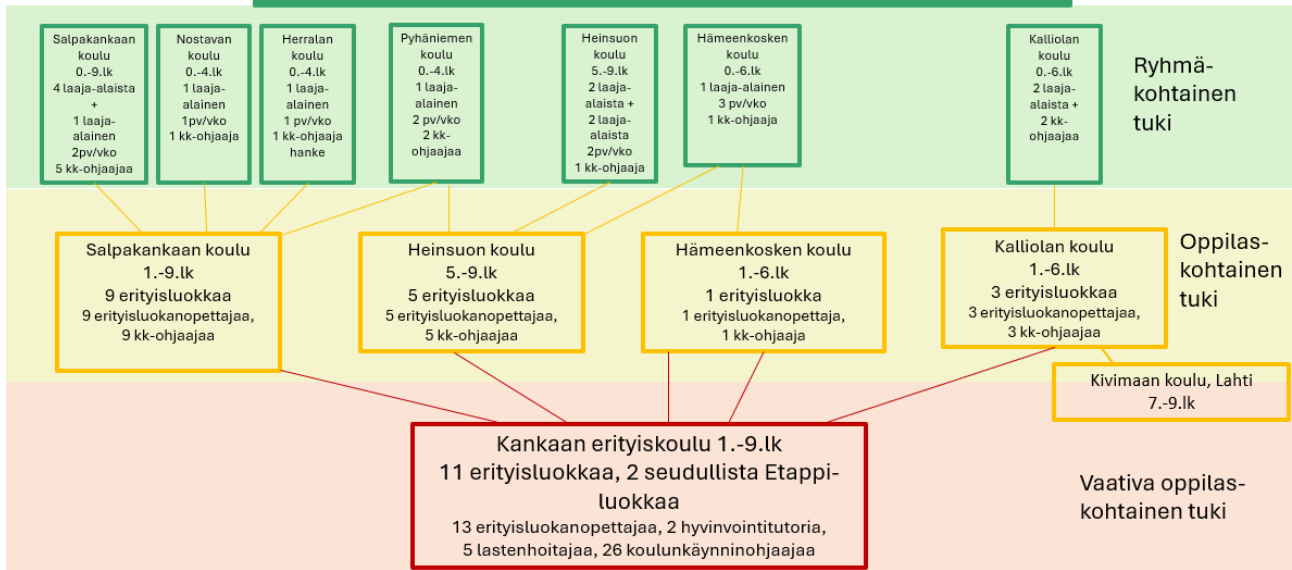 Salpakankaan
koulu
0.-9.lk
4 laaja-alaista
+
1 laaja-
alainen
2pv/vko
5 kk-ohjaajaa
Nostavan
koulu
0.-4.lk
1 laaja-
alainen
1pv/vko
1 kk-ohjaaja
Herralan
koulu
0.-4.lk
1 laaja-
alainen
1 pv/vko
1 kk-ohjaaja
hanke
Pyhäniemen
koulu
0.-4.lk
1 laaja-
alainen
2 pv/vko
2 kk-
ohjaajaa
Heinsuon
koulu
5.-9.lk
2 laaja-
alaista +
2 laaja-
alaista
2pv/vko
1 kk-ohjaaja
Hämeenkosken
koulu
0.-6.lk
1 laaja-alainen
3 pv/vko
1 kk-ohjaaja
Kalliolan
koulu
0.-6.lk
2 laaja-
alaista +
2 kk-
ohjaajaa
Ryhmä-
kohtainen
tuki
Salpakankaan koulu
1.-9.lk
9 erityisluokkaa
9 erityisluokanopettajaa,
9 kk-ohjaajaa
Heinsuon koulu
5.-9.lk
5 erityisluokkaa
5 erityisluokanopettajaa,
5 kk-ohjaajaa
Hämeenkosken koulu
1.-6.lk
1 erityisluokka
1 erityisluokanopettaja,
1 kk-ohjaaja
Kalliolan koulu
1.-6.lk
3 erityisluokkaa
3 erityisluokanopettajaa,
3 kk-ohjaajaa
Oppilas-
kohtainen
tuki
Kivimaan koulu, Lahti
7.-9.lk
Kankaan erityiskoulu 1.-9.lk
11 erityisluokkaa, 2 seudullista Etappi-
luokkaa
13 erityisluokanopettajaa, 2 hyvinvointitutoria,
5 lastenhoitajaa, 26 koulunkäynninohjaajaa
Vaativa oppilas-
kohtainen tuki